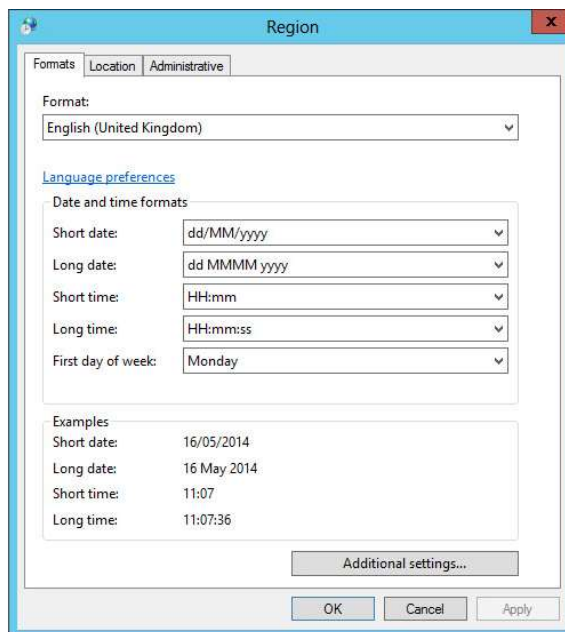 Region
x
Formats Location Administrative
Format:
English (United Kingdom)
Language preferences
Date and time formats
Short date: dd/MM/yyyy
Long date: dd MMMM yyyy
Short time: HH:mm
Long time: HH:mm:ss
First day of week: Monday
Examples
Short date: 16/05/2014
Long date: 16 May 2014
Short time: 11:07
Long time: 11:07:36
Additional settings...
OK Cancel Apply